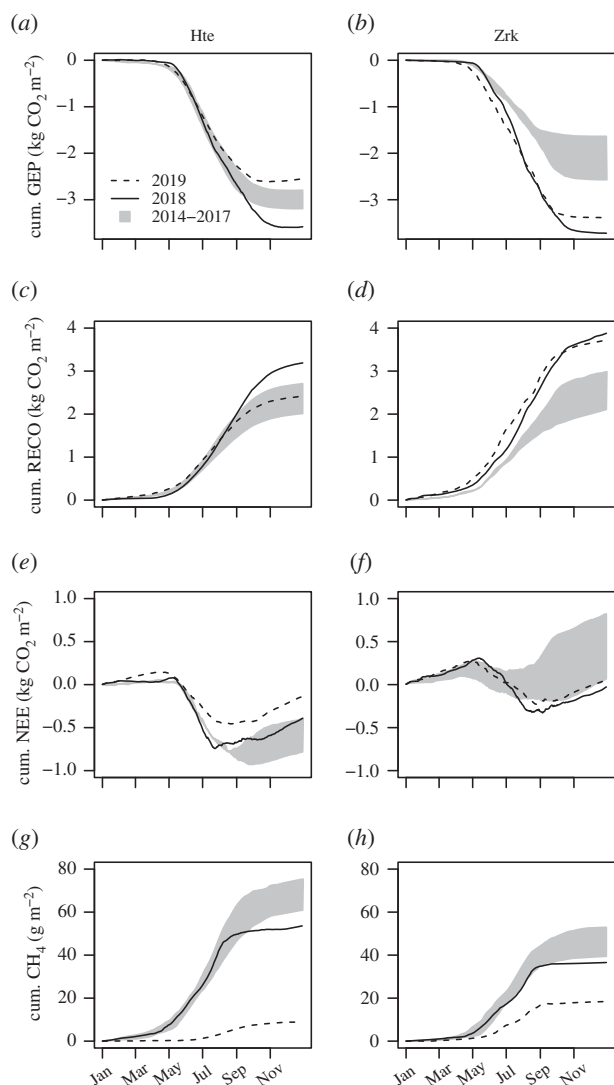 (a) Hte (b) Zrk
cum. GEP (kg CO2 m−2)
0 0
−1 −1
−2 −2
−3 −3
2019
2018
2014−2017
(c) (d)
cum. RECO (kg CO2 m−2)
4 4
3 3
2 2
1 1
0 0
(e) (f)
cum. NEE (kg CO2 m−2)
1.0 1.0
0.5 0.5
0.0 0.0
−0.5 −0.5
−1.0 −1.0
(g) (h)
cum. CH4 (g m−2)
80 80
60 60
40 40
20 20
0 0
Jan Mar May Jul Sep Nov Jan Mar May Jul Sep Nov